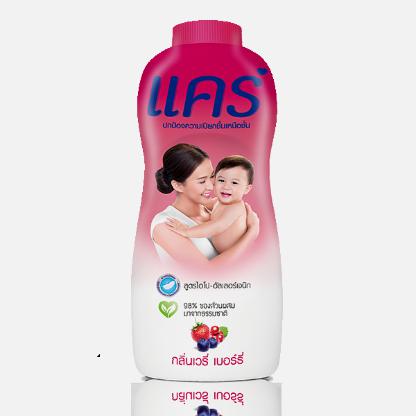 แคร์
ปกป้องความเปียกชื้นเหนือชั้น
สูตรไฮโป-อัลเลอร์เจนิก
98% ของส่วนผสม
มาจากธรรมชาติ
กลิ่นเวรี่ เบอร์รี่